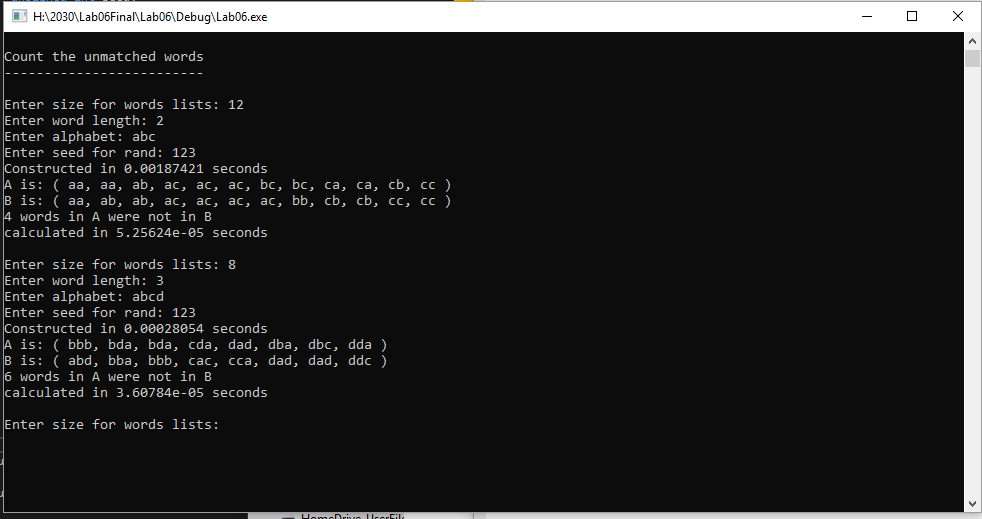 H:\2030\Lab06Final\Lab06\Debug\Lab06.exe
Count the unmatched words
-------------------------
Enter size for words lists: 12
Enter word length: 2
Enter alphabet: abc
Enter seed for rand: 123
Constructed in 0.00187421 seconds
A is: ( aa, aa, ab, ac, ac, ac, bc, bc, ca, ca, cb, cc )
B is: ( aa, ab, ab, ac, ac, ac, ac, bb, cb, cb, cc, cc )
4 words in A were not in B
calculated in 5.25624e-05 seconds
Enter size for words lists: 8
Enter word length: 3
Enter alphabet: abcd
Enter seed for rand: 123
Constructed in 0.00028054 seconds
A is: ( bbb, bda, bda, cda, dad, dba, dbc, dda )
B is: ( abd, bba, bbb, cac, cca, dad, dad, ddc )
6 words in A were not in B
calculated in 3.60784e-05 seconds
Enter size for words lists: